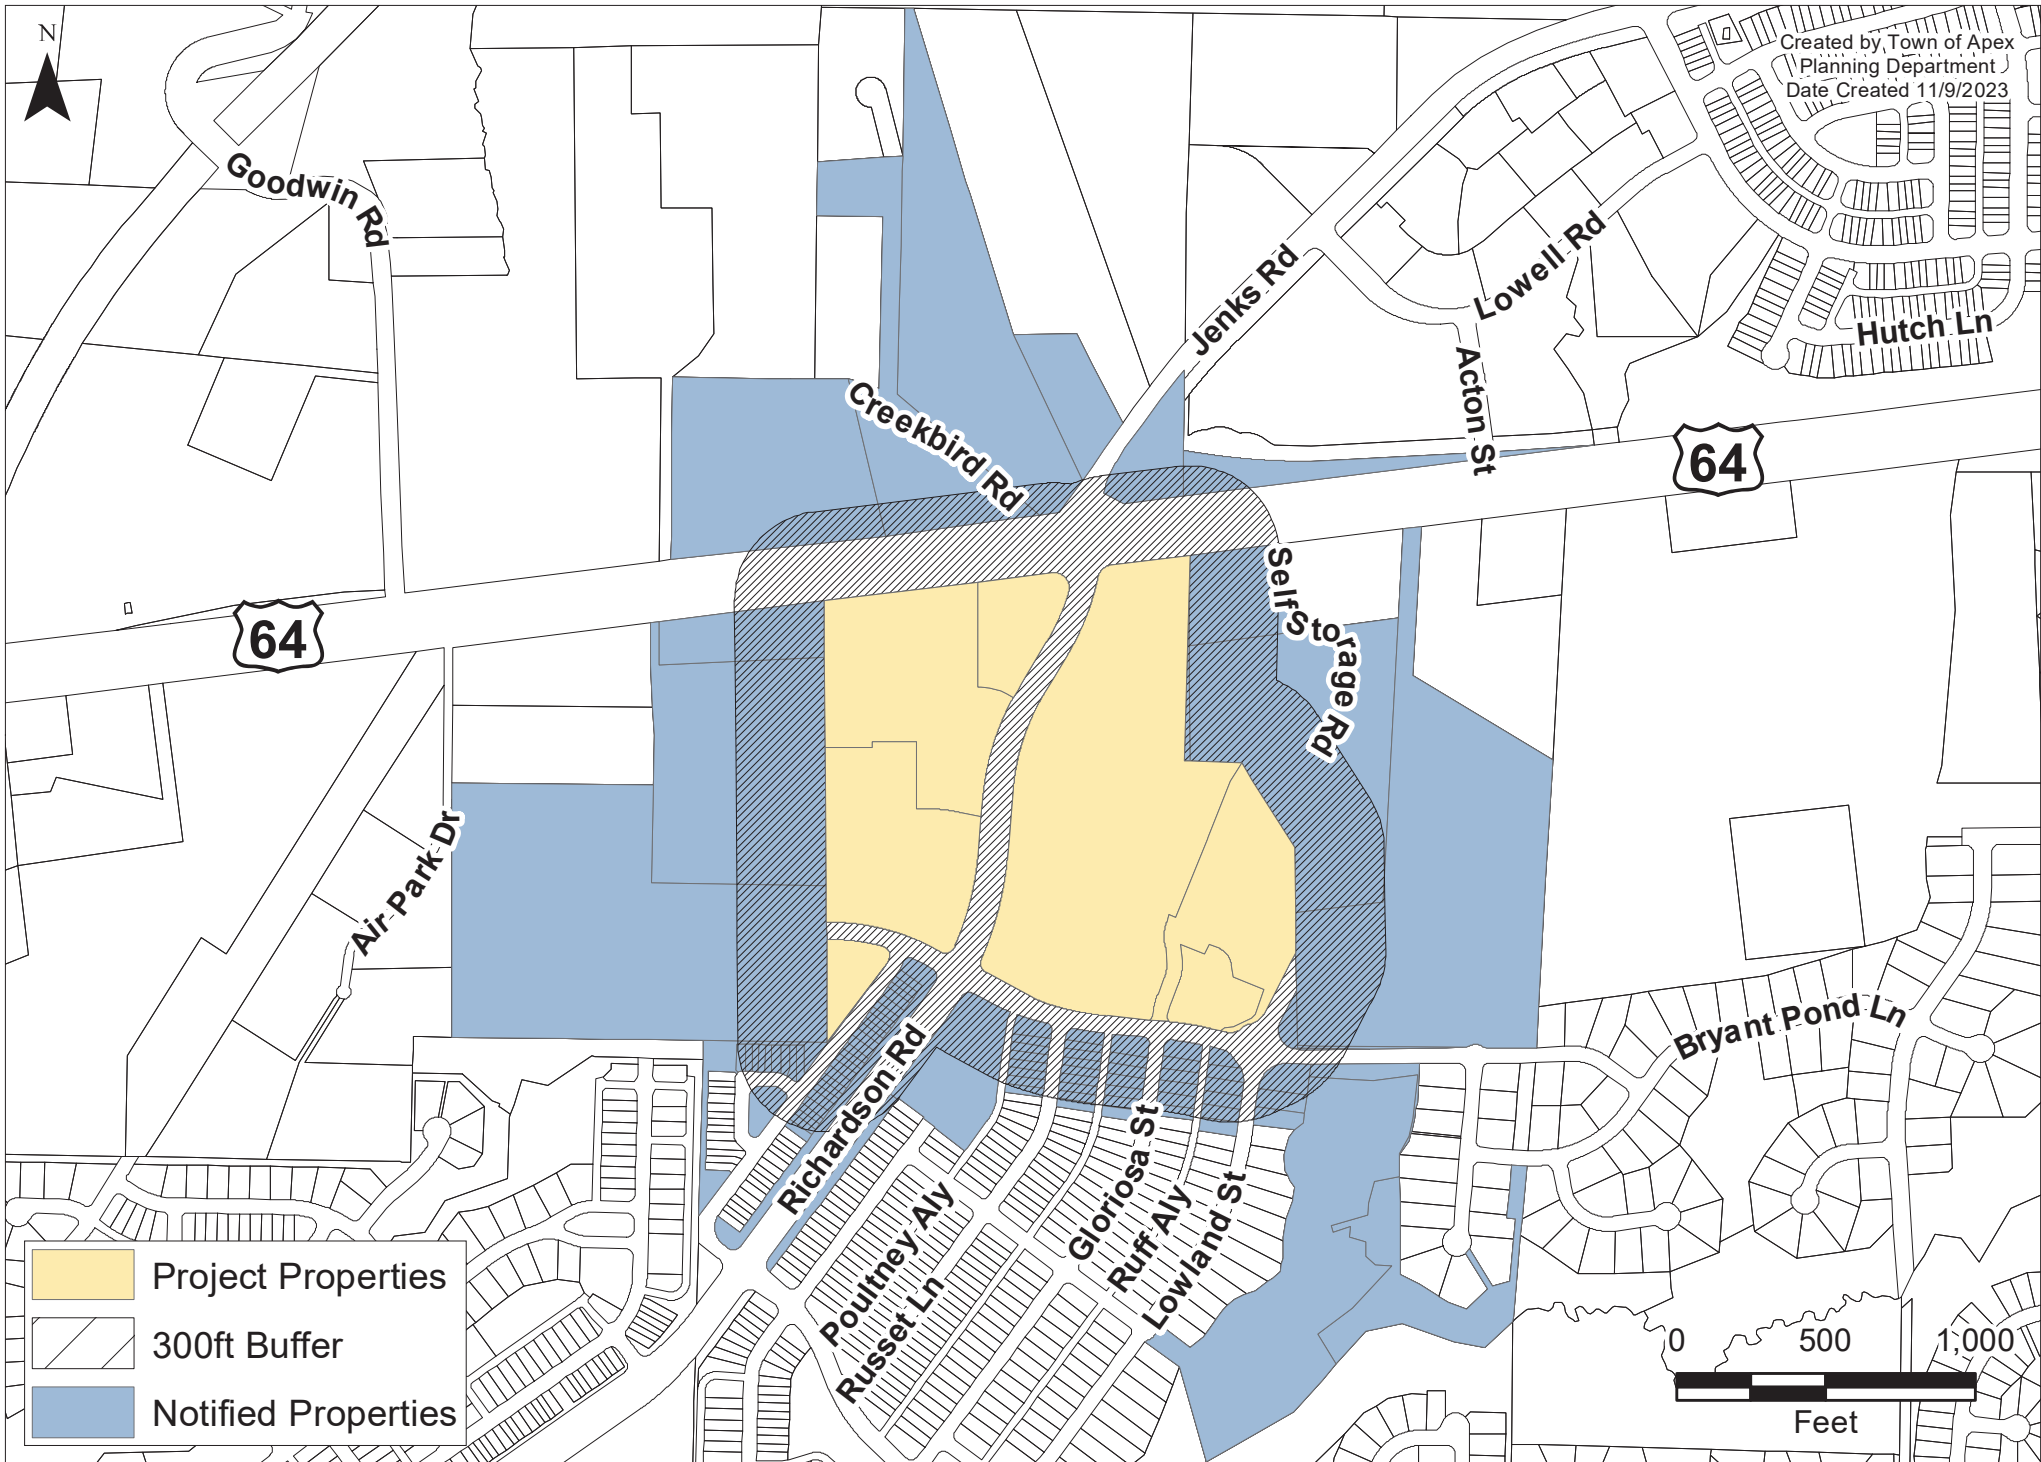 N
Created by Town of Apex
Planning Department
Date Created 11/9/2023
Goodwin Rd
Jenks Rd
Lowell Rd
Hutch Ln
Acton St
Creekbird Rd
64
64
Self Storage Rd
Air Park Dr
Bryant Pond Ln
Richardson Rd
Gloriosa St
Ruff Aly
Lowland St
Poultney Aly
Russet Ln
Project Properties
300ft Buffer
Notified Properties
0 500 1,000
Feet